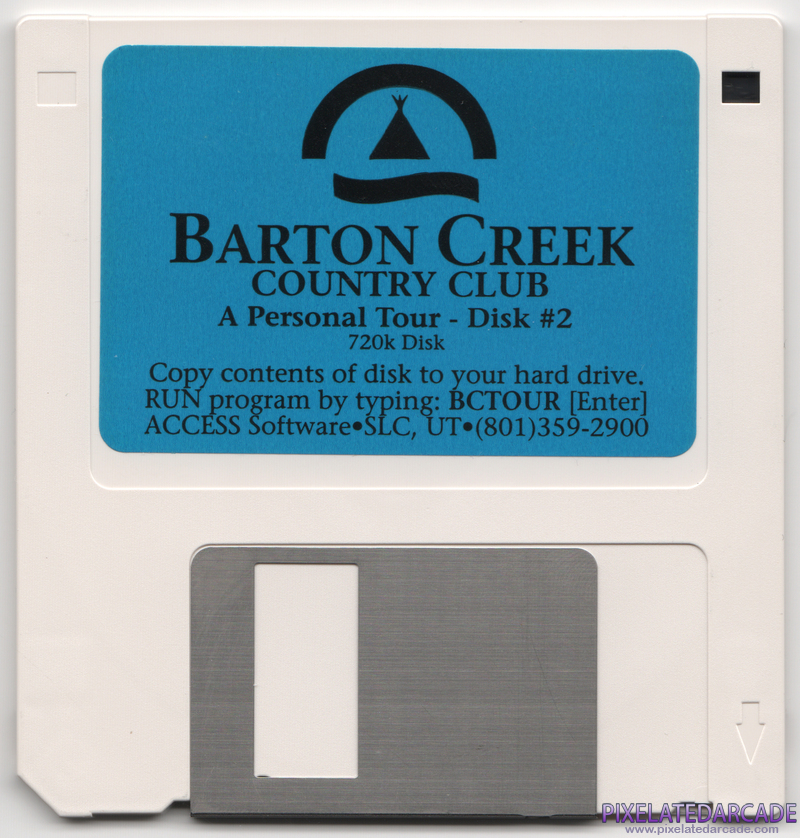 BARTON CREEK
COUNTRY CLUB
A Personal Tour - Disk #2
720k Disk
Copy contents of disk to your hard drive.
RUN program by typing: BCTOUR [Enter]
ACCESS Software•SLC, UT•(801)359-2900
PIXELATEDARCADE
www.pixelatedarcade.com